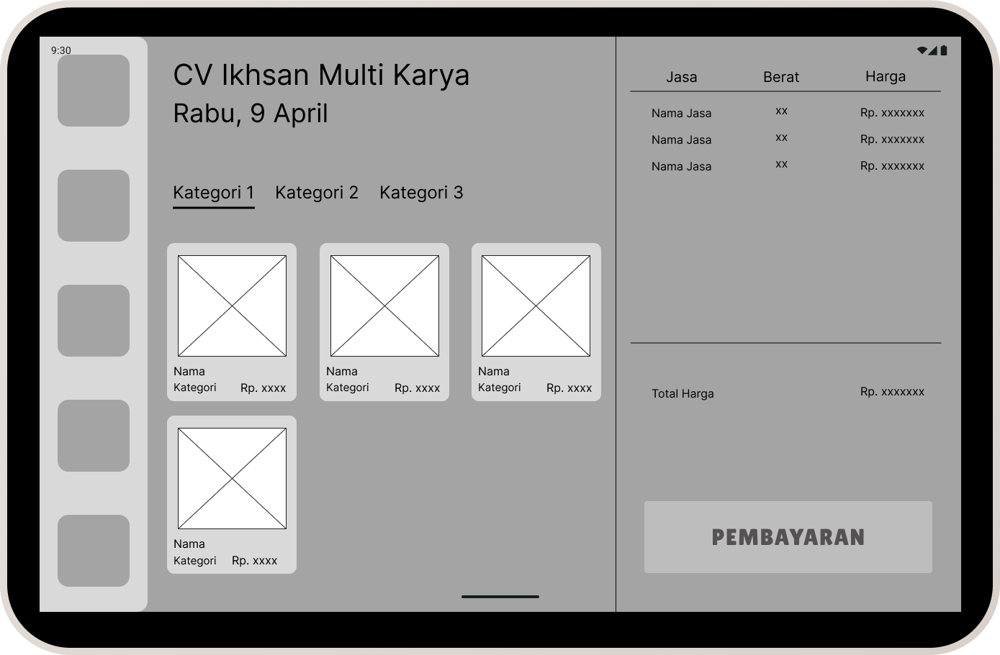 9:30
CV Ikhsan Multi Karya
Rabu, 9 April
Kategori 1 Kategori 2 Kategori 3
Nama
Kategori Rp. xxxx
Nama
Kategori Rp. xxxx
Nama
Kategori Rp. xxxx
Nama
Kategori Rp. xxxx
Jasa Berat Harga
Nama Jasa xx Rp. xxxxxxx
Nama Jasa xx Rp. xxxxxxx
Nama Jasa xx Rp. xxxxxxx
Total Harga Rp. xxxxxxx
PEMBAYARAN